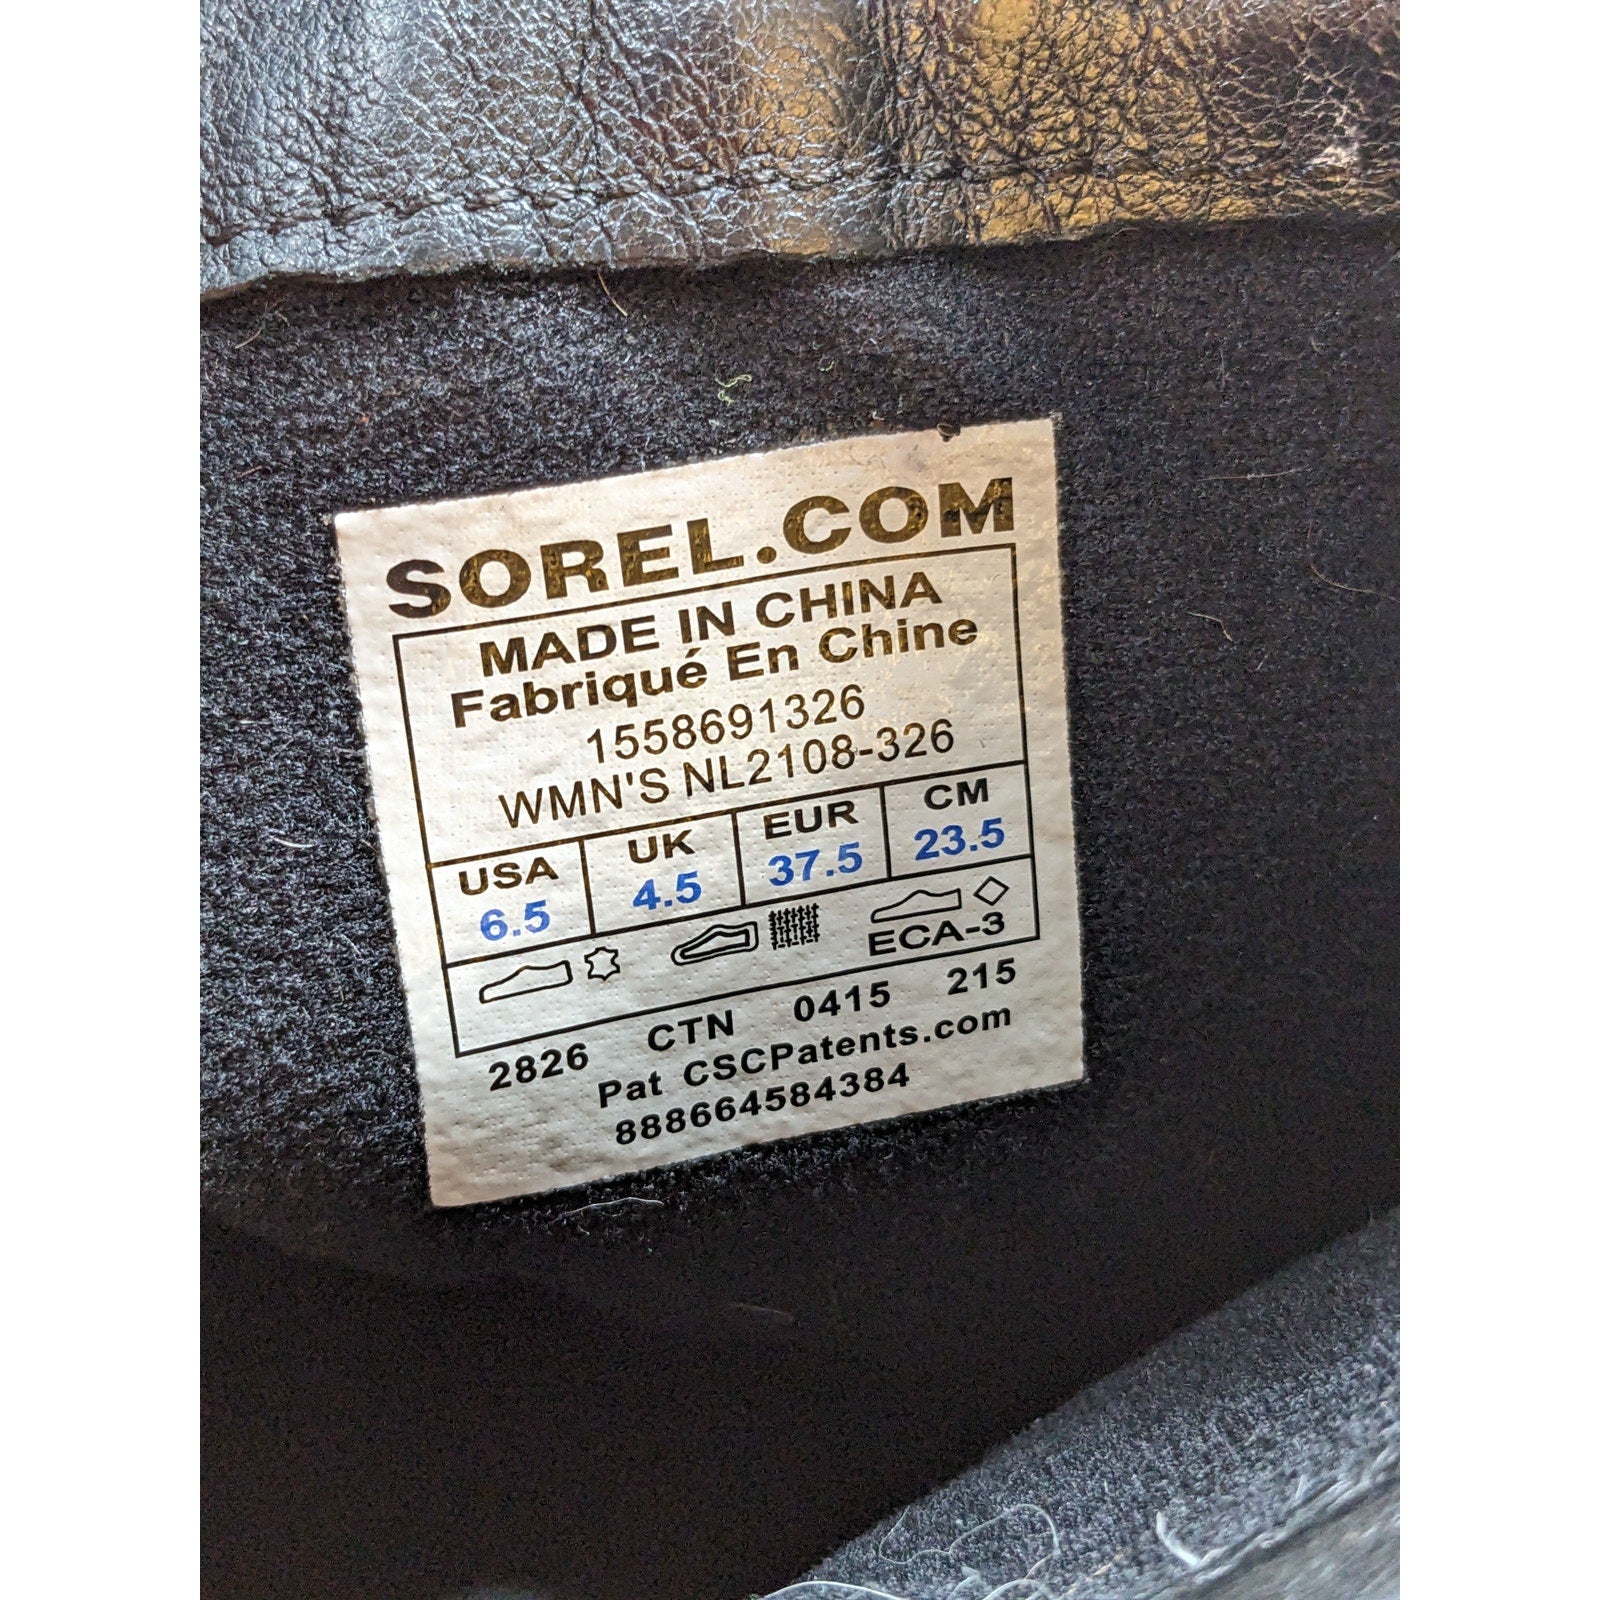 SOREL.COM
MADE IN CHINA
Fabriqué En Chine
1558691326
WMN'S NL2108-326
USA UK EUR CM
6.5 4.5 37.5 23.5
ECA-3
2826 CTN 0415 215
Pat CSCPatents.com
888664584384